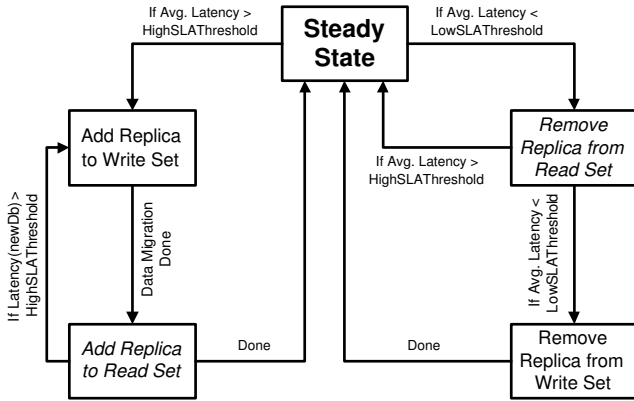 If Avg. Latency >
HighSLAThreshold
Steady
State
If Avg. Latency <
LowSLAThreshold
Add Replica
to Write Set
Remove
Replica from
Read Set
If Avg. Latency >
HighSLAThreshold
If Latency(newDb) >
HighSLAThreshold
Data Migration
Done
If Avg. Latency <
LowSLAThreshold
Add Replica
to Read Set
Done
Done
Remove
Replica from
Write Set